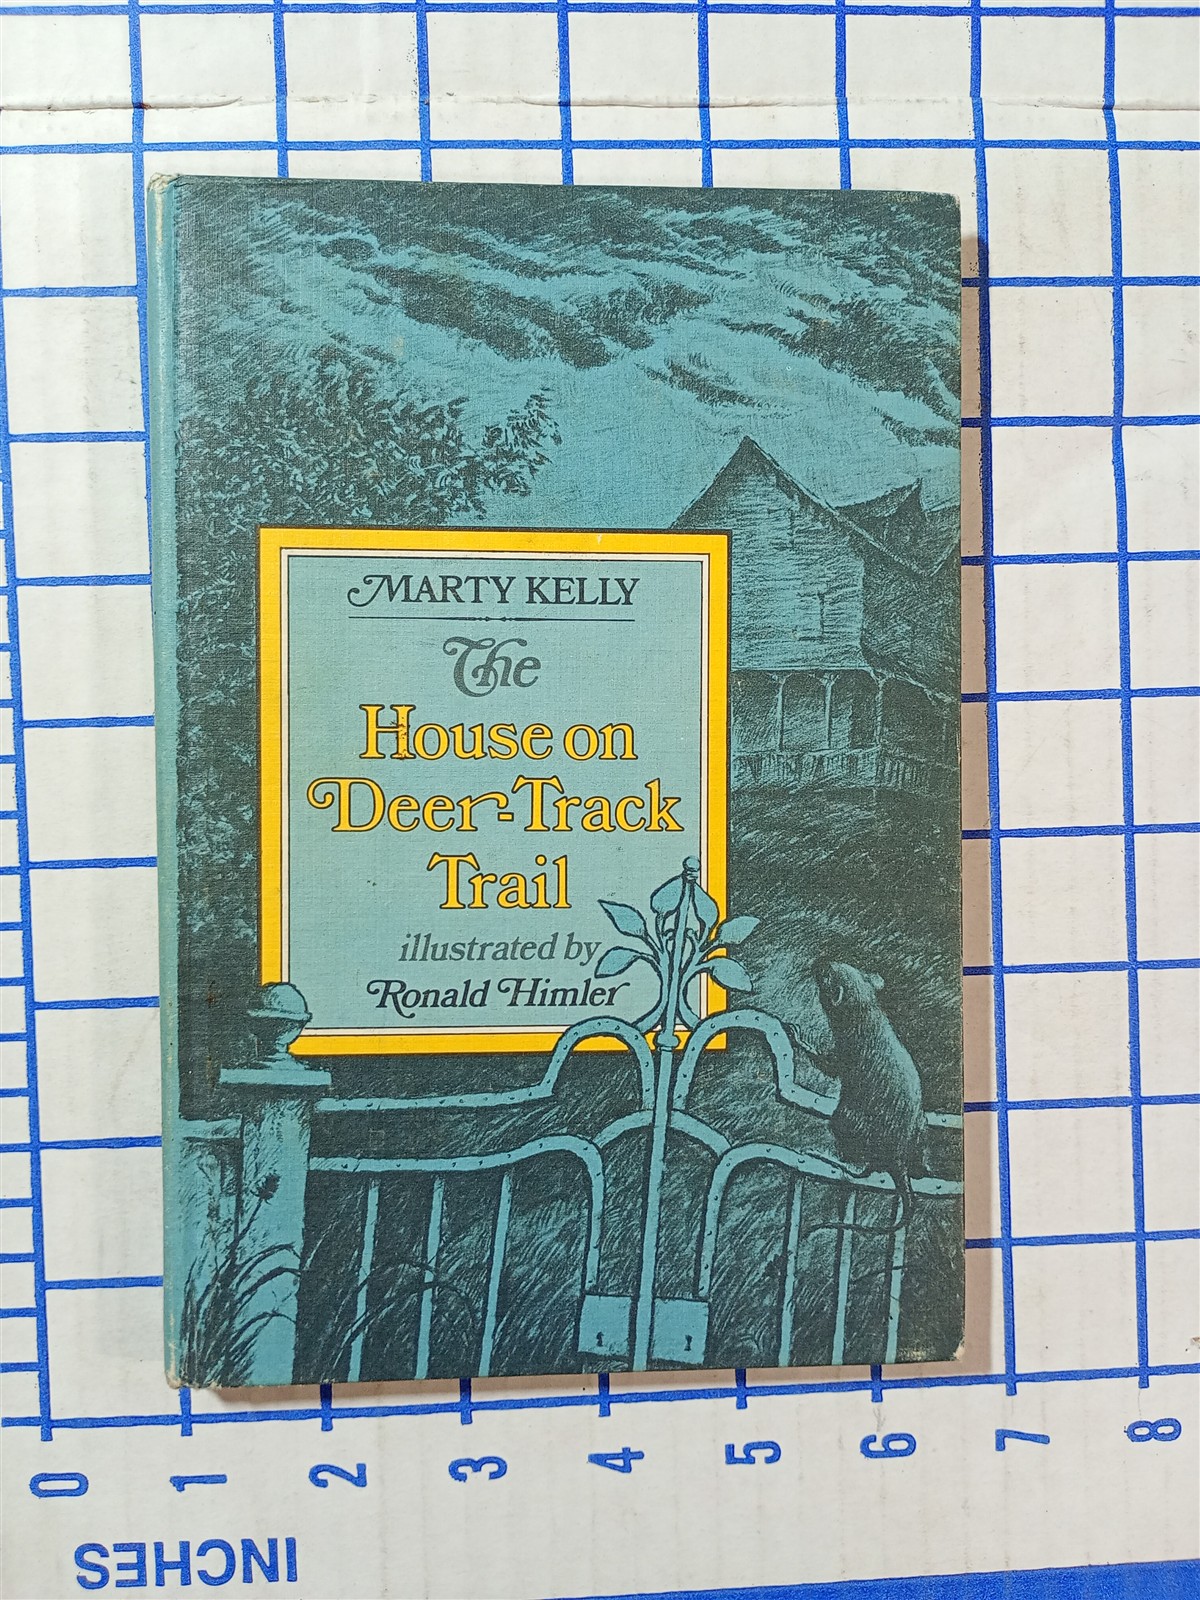 MARTY KELLY
The
House on
Deer-Track
Trail
illustrated by
Ronald Himler
0 1 2 3 4 5 6 7 8
INCHES